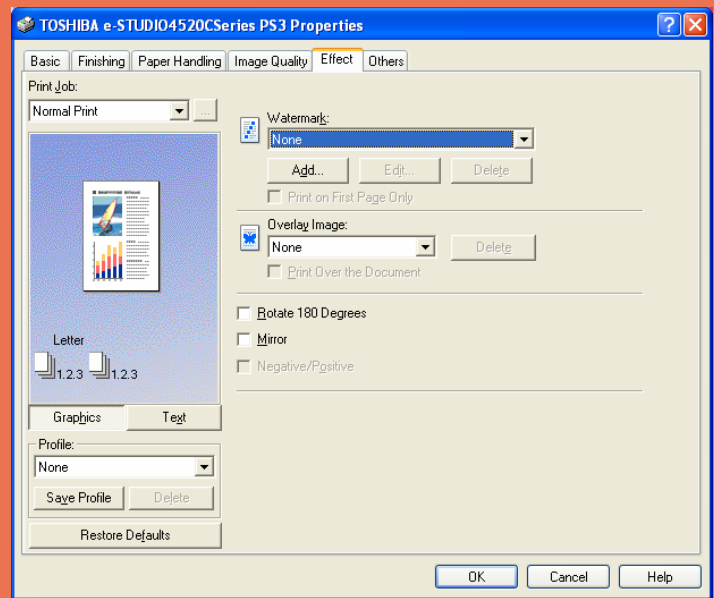 TOSHIBA e-STUDIO4520CSeries PS3 Properties
Basic
Finishing
Paper Handling
Image Quality
Effect
Others
Print Job:
Normal Print
...
Letter
1.2.3
1.2.3
Graphics
Text
Profile:
None
Save Profile
Delete
Restore Defaults
Watermark:
None
Add...
Edit...
Delete
Print on First Page Only
Overlay Image:
None
Delete
Print Over the Document
Rotate 180 Degrees
Mirror
Negative/Positive
OK
Cancel
Help